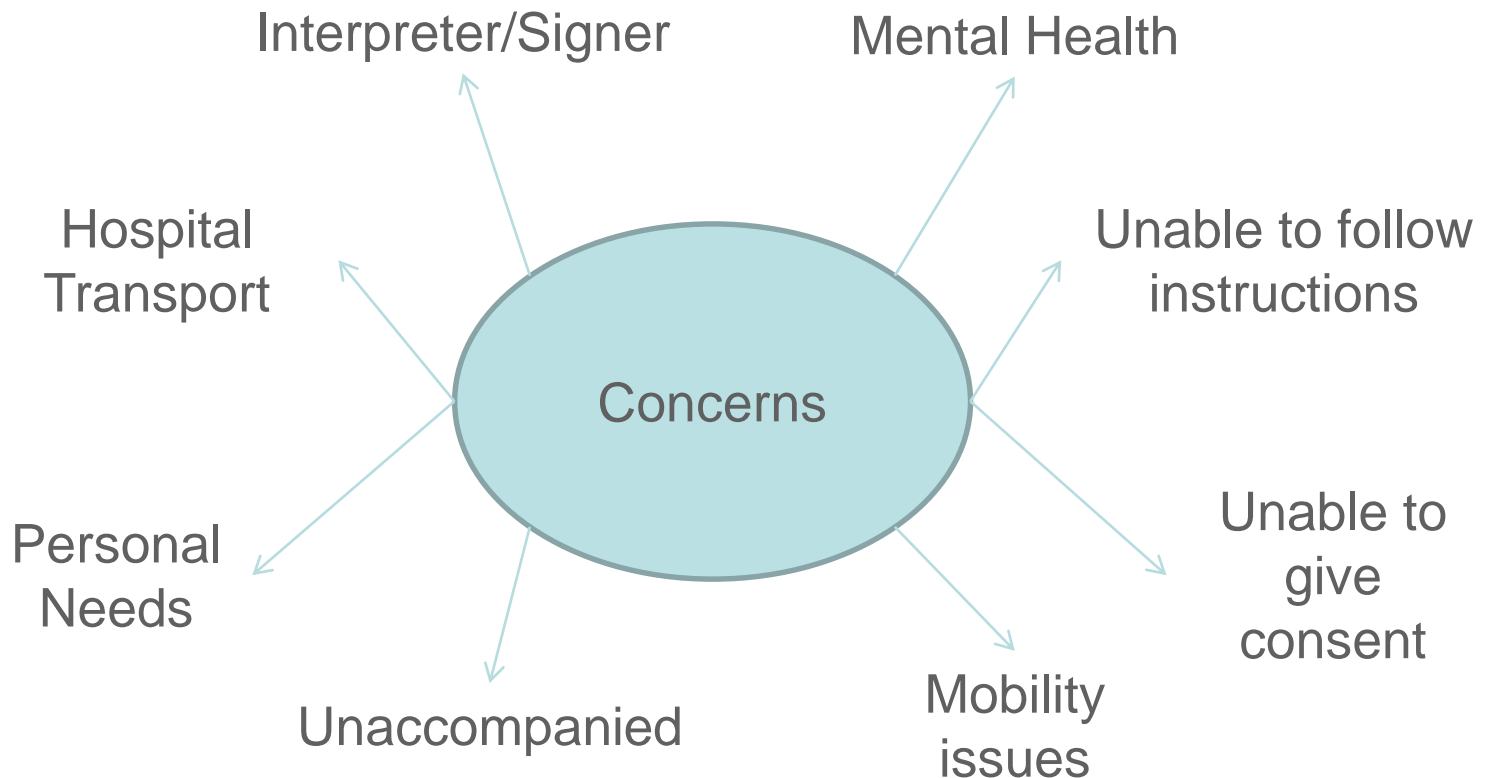 Interpreter/Signer
Mental Health
Hospital
Transport
Unable to follow
instructions
Concerns
Personal
Needs
Unable to
give
consent
Unaccompanied
Mobility
issues